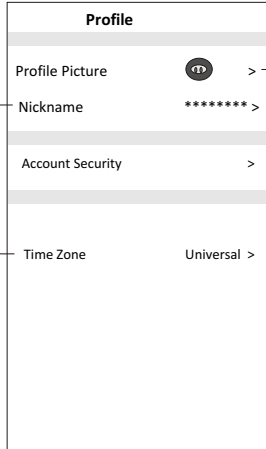 Profile
Profile Picture >
Nickname ******** >
Account Security >
Time Zone Universal >